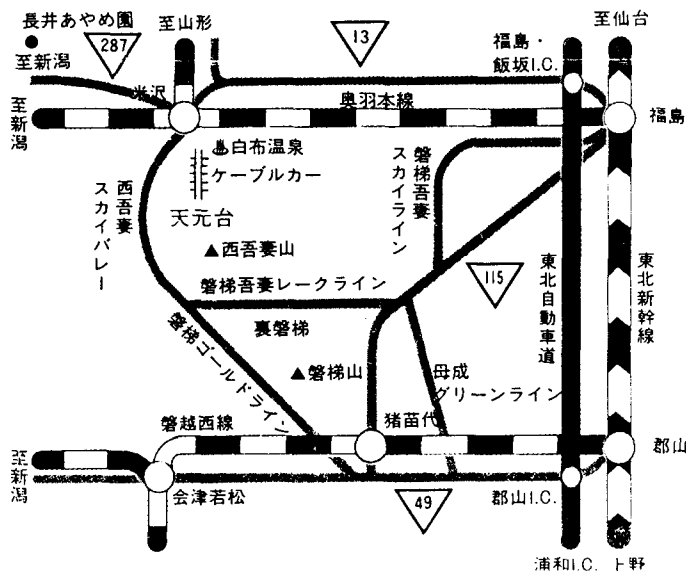 長井あやめ園
至山形
至仙台
287
13
福島・
飯坂I.C.
至新潟
米沢
奥羽本線
至新潟
福島
白布温泉
ケーブルカー
天元台
西吾妻
スカイバレー
磐梯吾妻
スカイライン
▲西吾妻山
磐梯吾妻レークライン
115
東北自動車道
東北新幹線
裏磐梯
磐梯ゴールドライン
▲磐梯山
母成
グリーンライン
磐越西線
猪苗代
郡山
至新潟
会津若松
49
郡山I.C.
浦和I.C.
上野